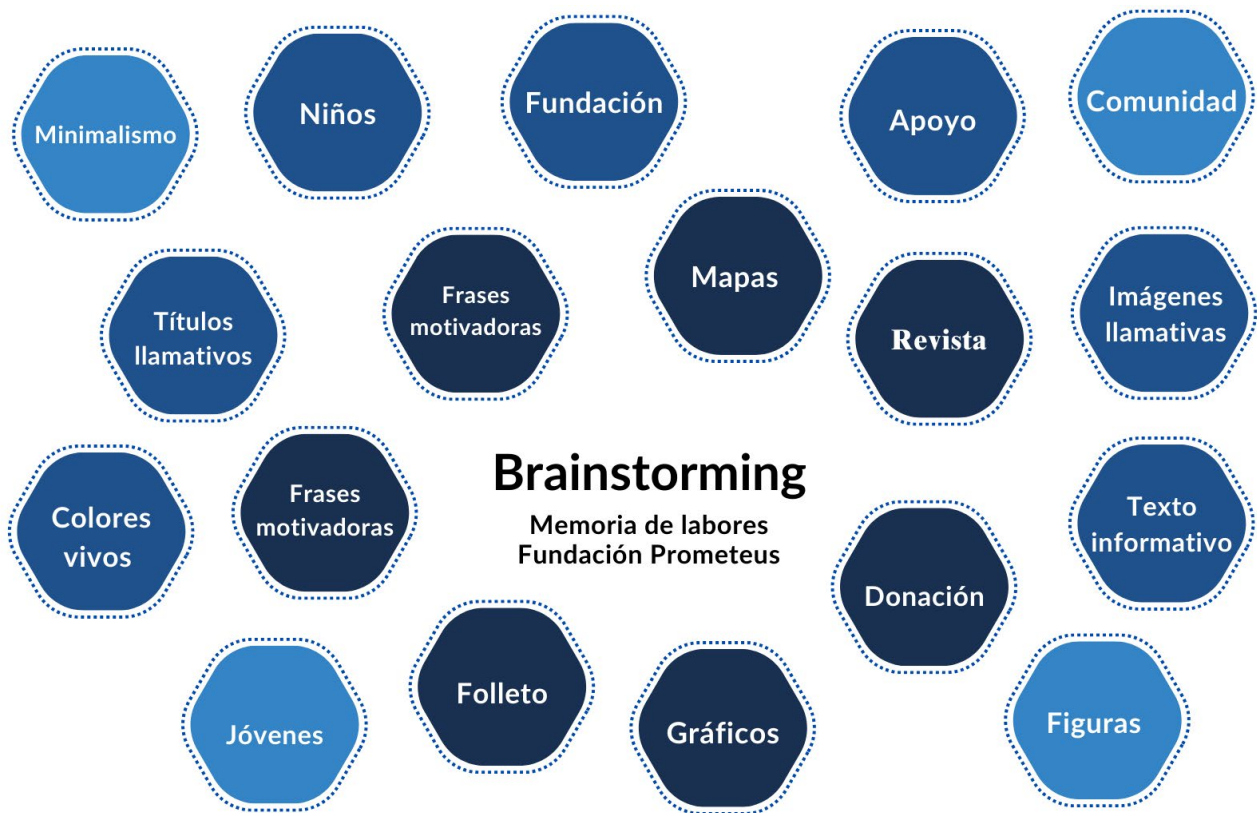 Minimalismo
Niños
Fundación
Apoyo
Comunidad
Títulos
llamativos
Frases
motivadoras
Mapas
Revista
Imágenes
llamativas
Colores
vivos
Frases
motivadoras
Brainstorming
Memoria de labores
Fundación Prometeus
Donación
Texto
informativo
Jóvenes
Folleto
Gráficos
Figuras